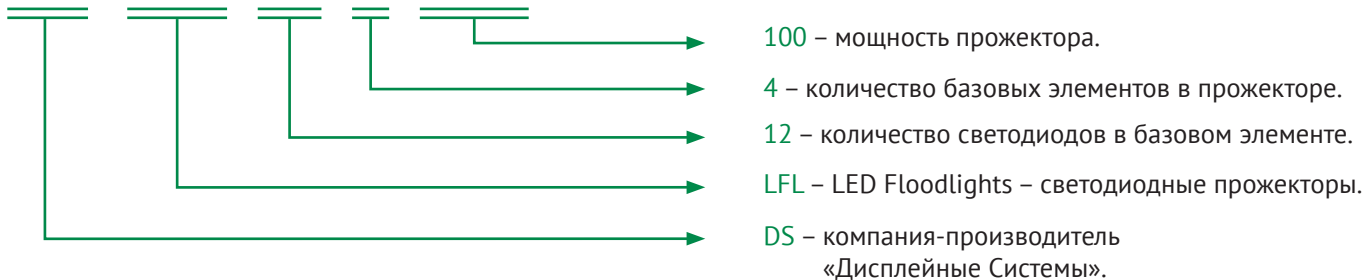 100 – мощность прожектора.
4 – количество базовых элементов в прожекторе.
12 – количество светодиодов в базовом элементе.
LFL – LED Floodlights – светодиодные прожекторы.
DS – компания-производитель
«Дисплейные Системы».